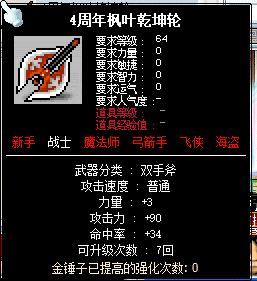 4周年枫叶乾坤轮
要求等级： 64
要求力量： 0
要求敏捷： 0
要求智力： 0
要求运气： 0
要求人气度：-
道具等级： -
道具经验值： -
新手 战士 魔法师 弓箭手 飞侠 海盗
武器分类 : 双手斧
攻击速度 : 普通
力量 : +3
攻击力 : +90
命中率 : +34
可升级次数 : 7回
金锤子已提高的强化次数: 0